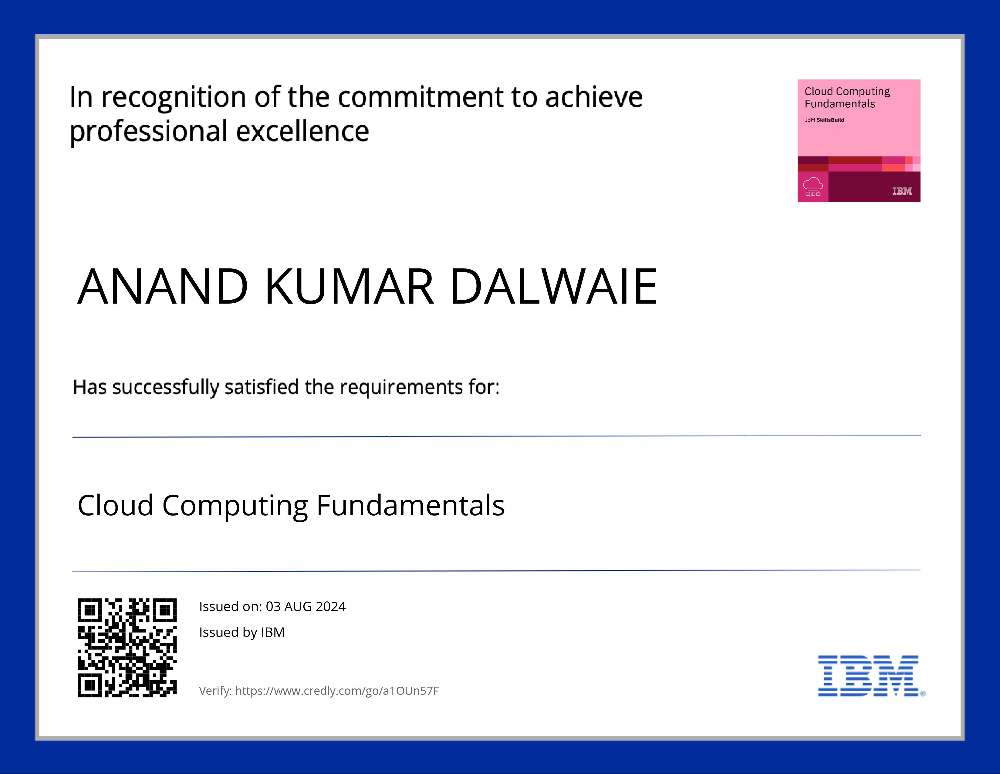 In recognition of the commitment to achieve
professional excellence
Cloud Computing
Fundamentals
IBM SkillsBuild
IBM
ANAND KUMAR DALWAIE
Has successfully satisfied the requirements for:
Cloud Computing Fundamentals
Issued on: 03 AUG 2024
Issued by IBM
Verify: https://www.credly.com/go/a1OUn57F
IBM®